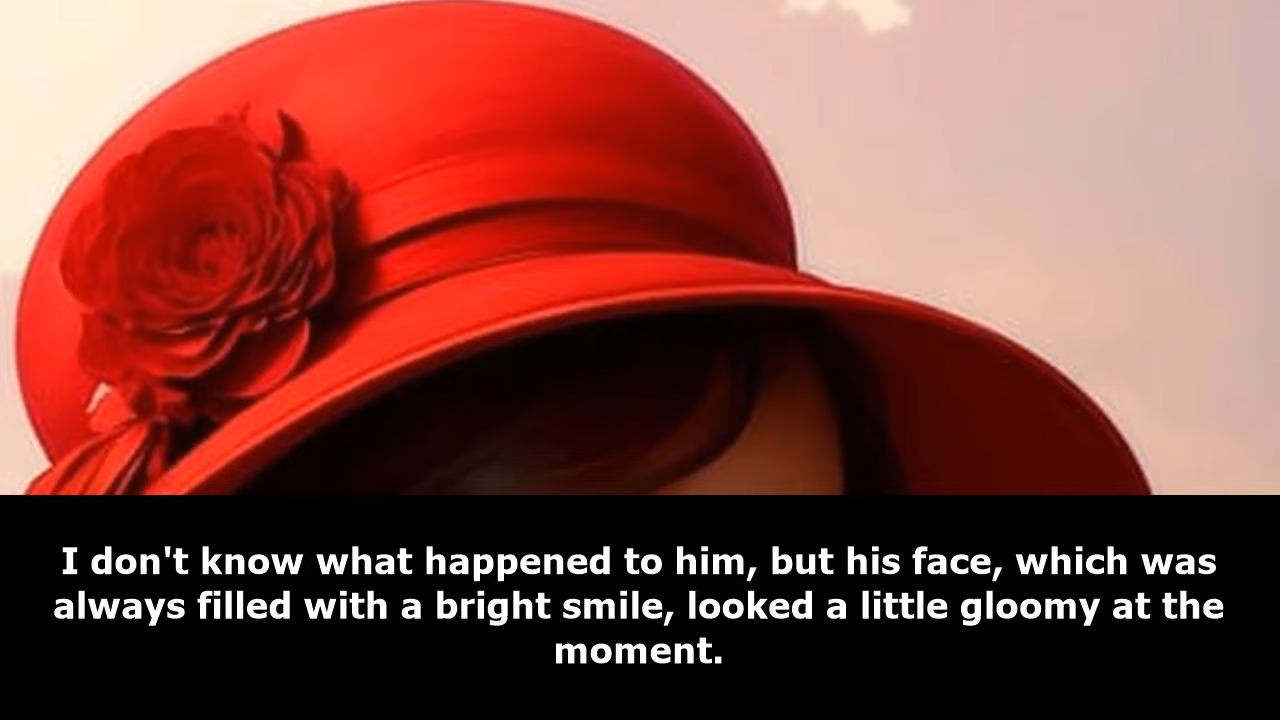 I don't know what happened to him, but his face, which was
always filled with a bright smile, looked a little gloomy at the
moment.